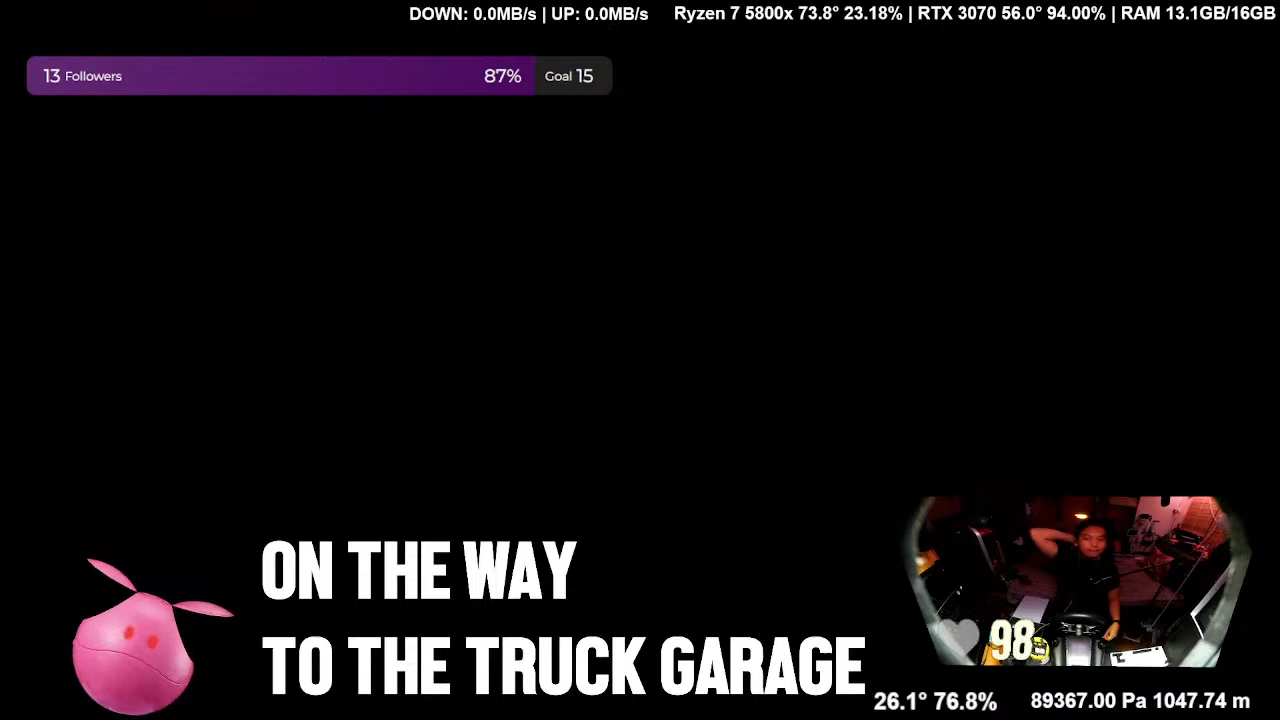 DOWN: 0.0MB/s | UP: 0.0MB/s Ryzen 7 5800x 73.8° 23.18% | RTX 3070 56.0° 94.00% | RAM 13.1GB/16GB
13 Followers 87% Goal 15
ON THE WAY
TO THE TRUCK GARAGE
98
26.1° 76.8% 89367.00 Pa 1047.74 m